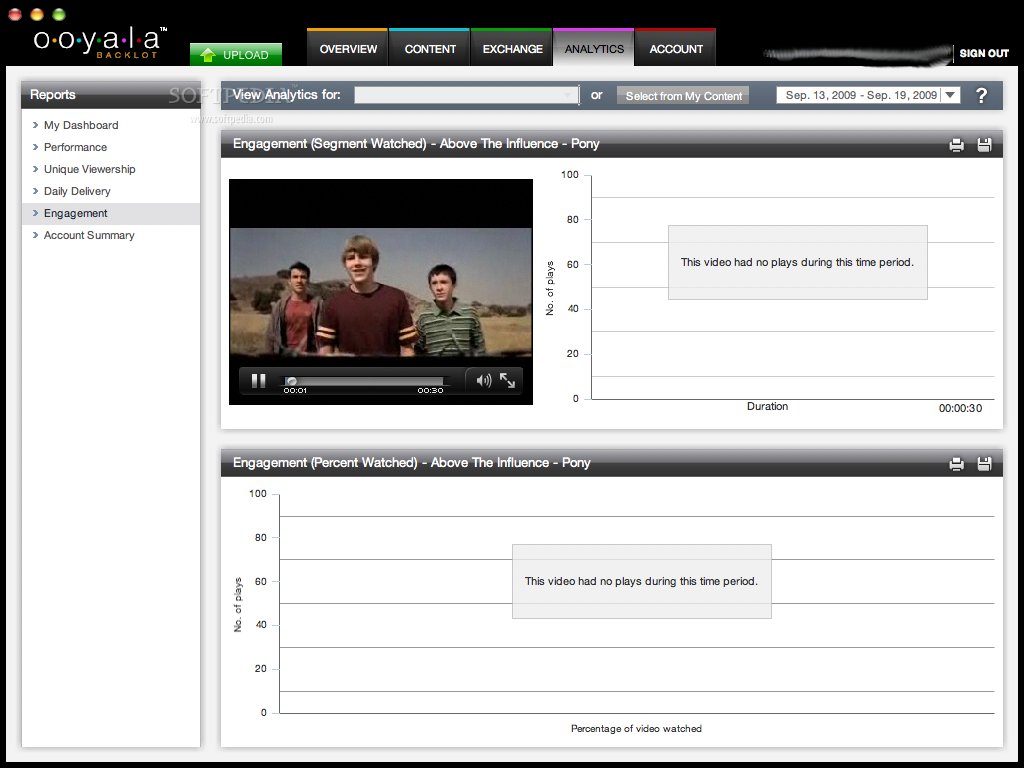 o·o·y·a·l·a™
BACKLOT
UPLOAD
OVERVIEW
CONTENT
EXCHANGE
ANALYTICS
ACCOUNT
SIGN OUT
Reports
My Dashboard
Performance
Unique Viewership
Daily Delivery
Engagement
Account Summary
SOFTPEDIA
www.softpedia.com
View Analytics for:
or
Select from My Content
Sep. 13, 2009 - Sep. 19, 2009
?
Engagement (Segment Watched) - Above The Influence - Pony
00:01
00:30
No. of plays
100
80
60
40
20
0
This video had no plays during this time period.
Duration
00:00:30
Engagement (Percent Watched) - Above The Influence - Pony
No. of plays
100
80
60
40
20
0
This video had no plays during this time period.
Percentage of video watched